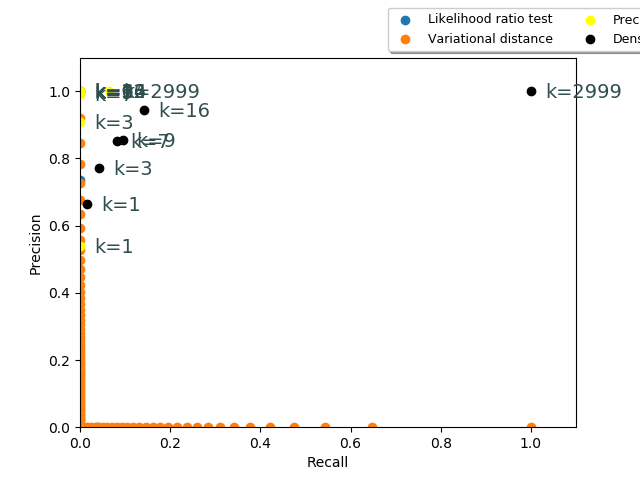 Likelihood ratio test
Variational distance
Prec
Dens
1.0
0.8
0.6
0.4
0.2
0.0
Precision
0.0 0.2 0.4 0.6 0.8 1.0
Recall
k=2999
k=2999
k=16
k=9
k=7
k=3
k=3
k=1
k=1